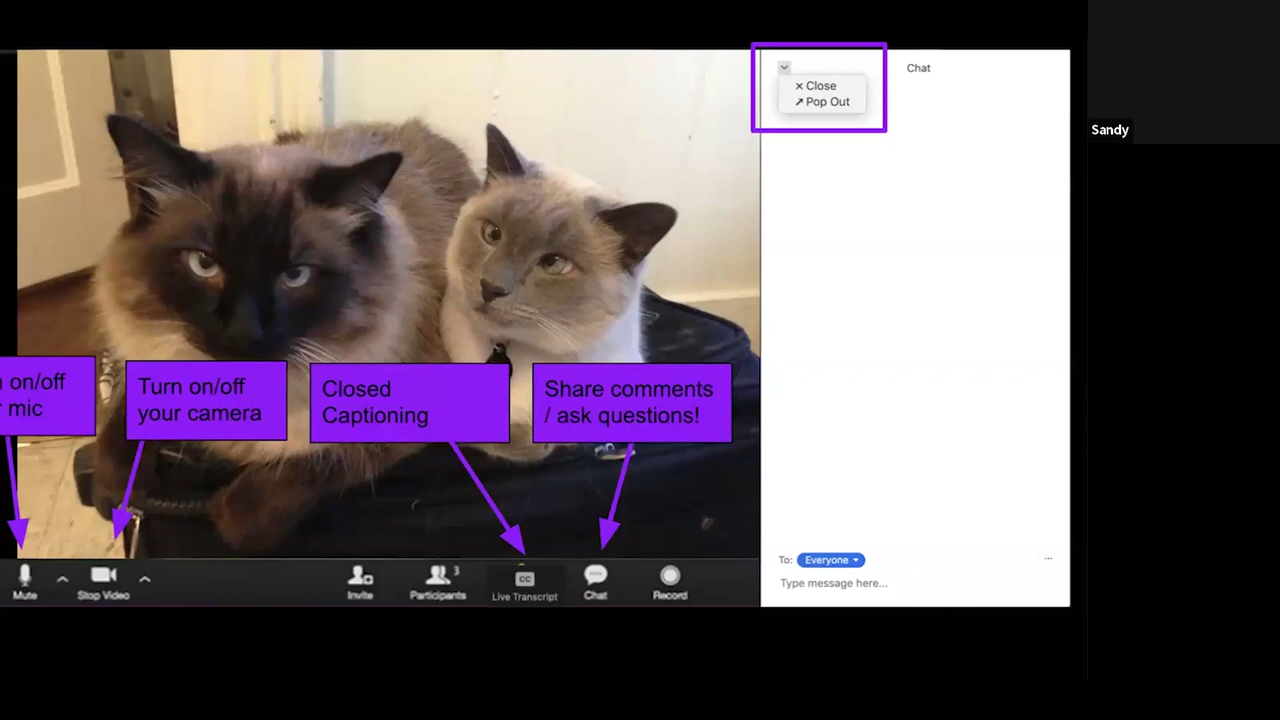 Chat
× Close
↗ Pop Out
Sandy
on/off
mic
Turn on/off
your camera
Closed
Captioning
Share comments
/ ask questions!
To: Everyone
Type message here...
Mute
Stop Video
Invite
3
Participants
CC
Live Transcript
Chat
Record